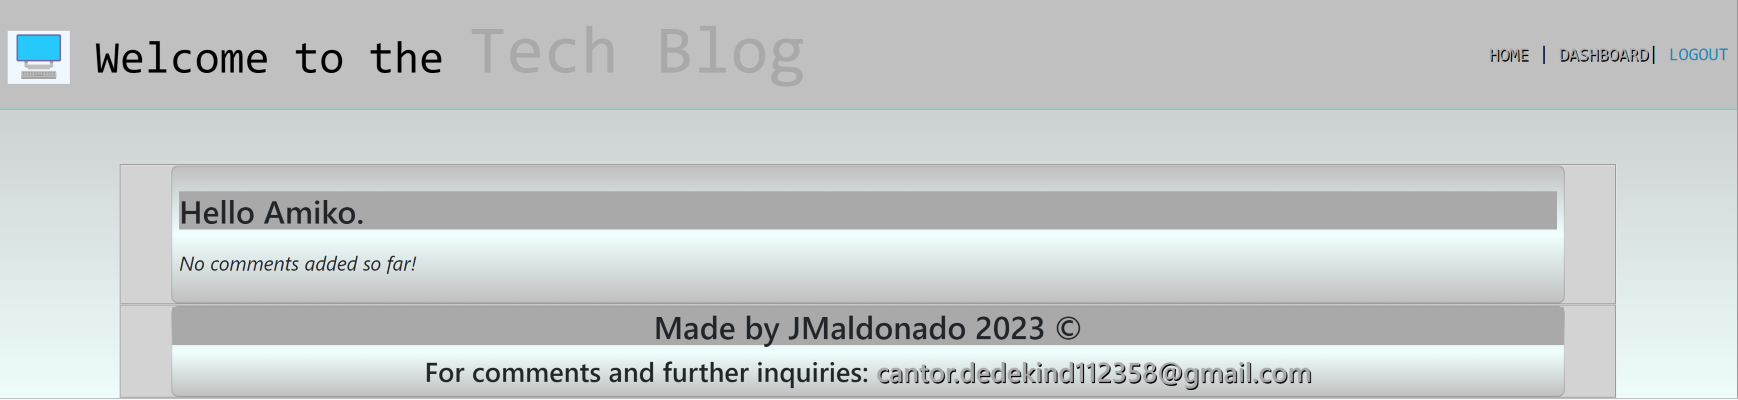 Welcome to the Tech Blog
HOME | DASHBOARD| LOGOUT
Hello Amiko.
No comments added so far!
Made by JMaldonado 2023 ©
For comments and further inquiries: cantor.dedekind112358@gmail.com